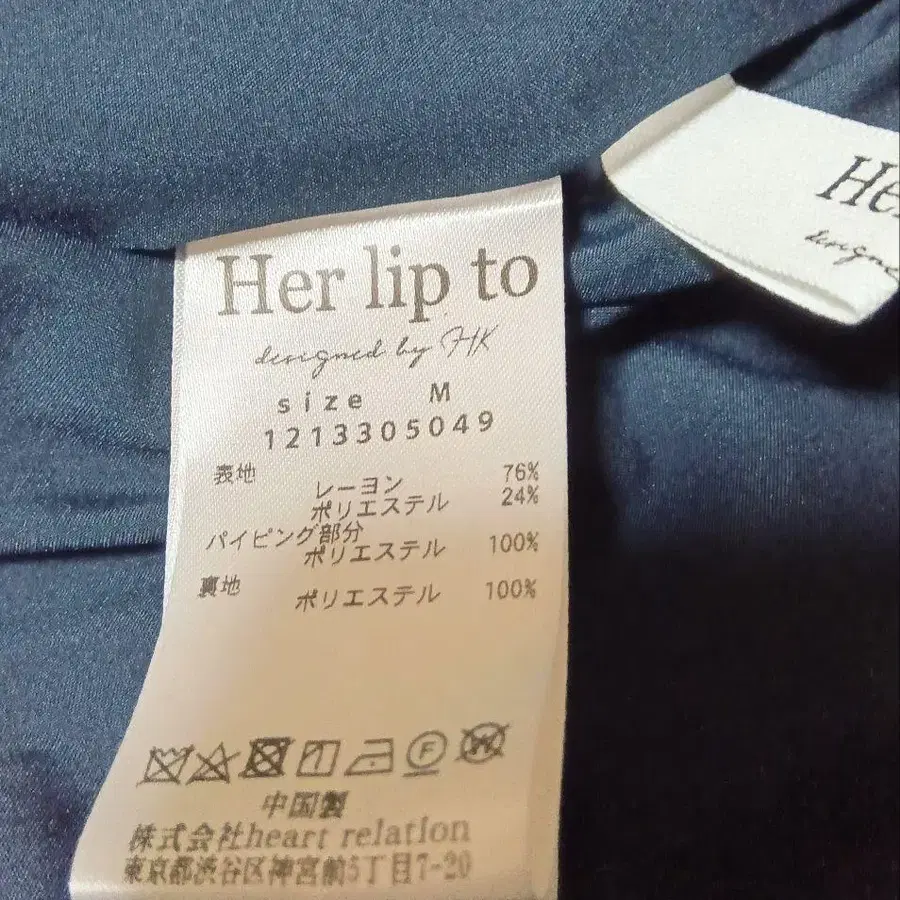 Her lip to
designed by HK
size M
1213305049
表地
レーヨン 76%
ポリエステル 24%
パイピング部分
ポリエステル 100%
裏地
ポリエステル 100%
F
W
中国製
株式会社heart relation
東京都渋谷区神宮前5丁目7-20
He
designe